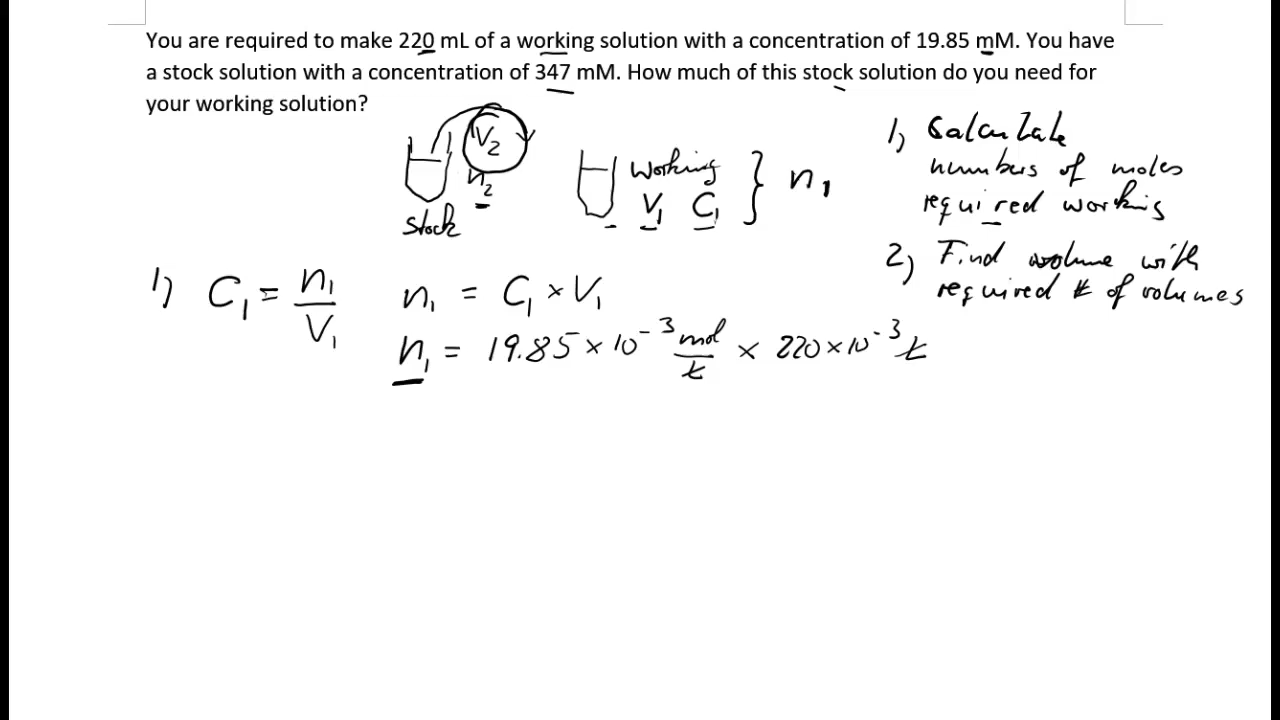 You are required to make 220 mL of a working solution with a concentration of 19.85 mM. You have
a stock solution with a concentration of 347 mM. How much of this stock solution do you need for
your working solution?
V₂
n₂
stock
working
V₁ C₁ } n₁
1) Calculate
numbers of moles
required working
2) Find volume with
required # of volumes
1) C₁ = n₁/V₁ n₁ = C₁ × V₁
n₁ = 19.85 × 10⁻³ mol/L × 220 × 10⁻³ L